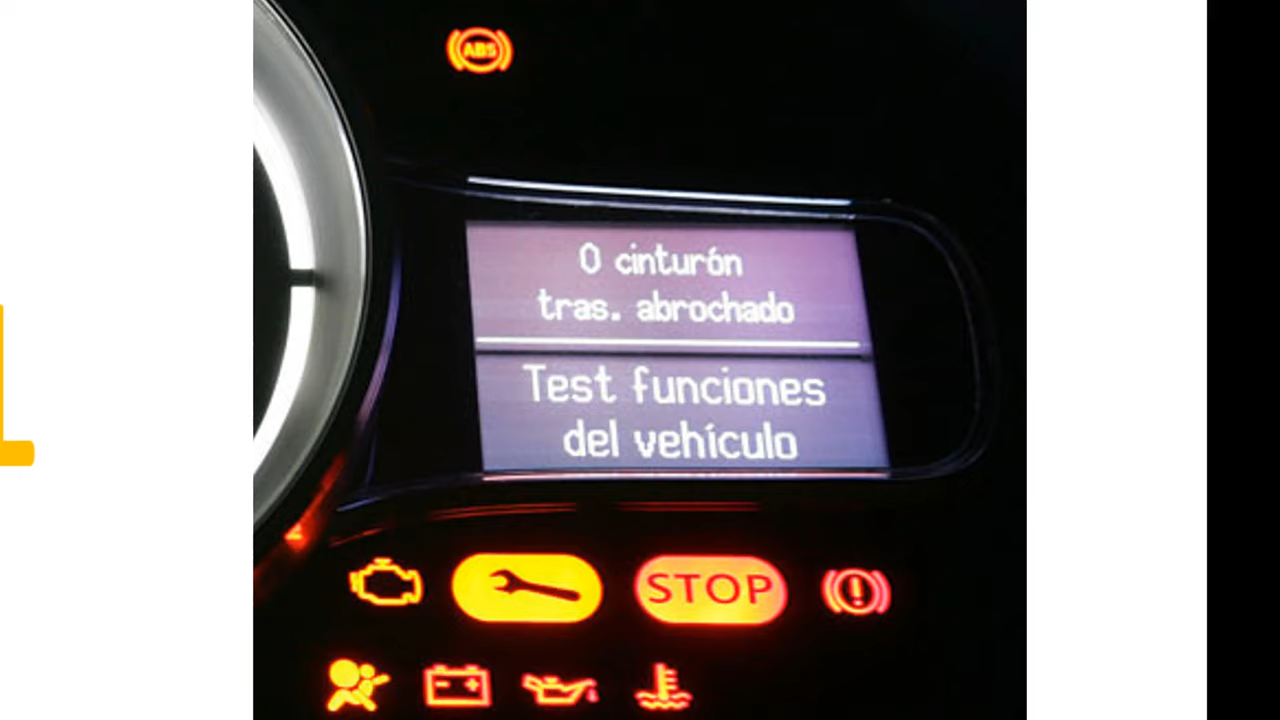 ABS
0 cinturón
tras. abrochado
Test funciones
del vehículo
STOP